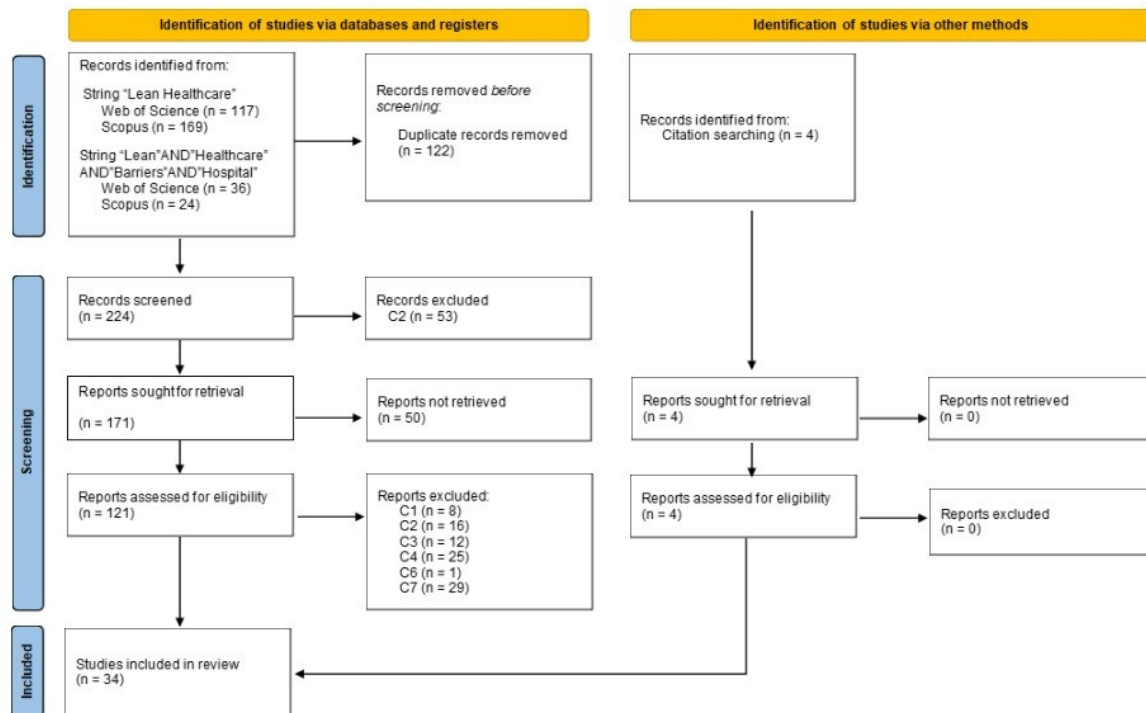 Identification of studies via databases and registers
Identification of studies via other methods
Identification
Records identified from:
String "Lean Healthcare"
Web of Science (n = 117)
Scopus (n = 169)
String "Lean"AND"Healthcare"
AND"Barriers"AND"Hospital"
Web of Science (n = 36)
Scopus (n = 24)
Records removed before
screening:
Duplicate records removed
(n = 122)
Records identified from:
Citation searching (n = 4)
Screening
Records screened
(n = 224)
Records excluded
C2 (n = 53)
Reports sought for retrieval
(n = 171)
Reports not retrieved
(n = 50)
Reports sought for retrieval
(n = 4)
Reports not retrieved
(n = 0)
Reports assessed for eligibility
(n = 121)
Reports excluded:
C1 (n = 8)
C2 (n = 16)
C3 (n = 12)
C4 (n = 25)
C6 (n = 1)
C7 (n = 29)
Reports assessed for eligibility
(n = 4)
Reports excluded
(n = 0)
Included
Studies included in review
(n = 34)